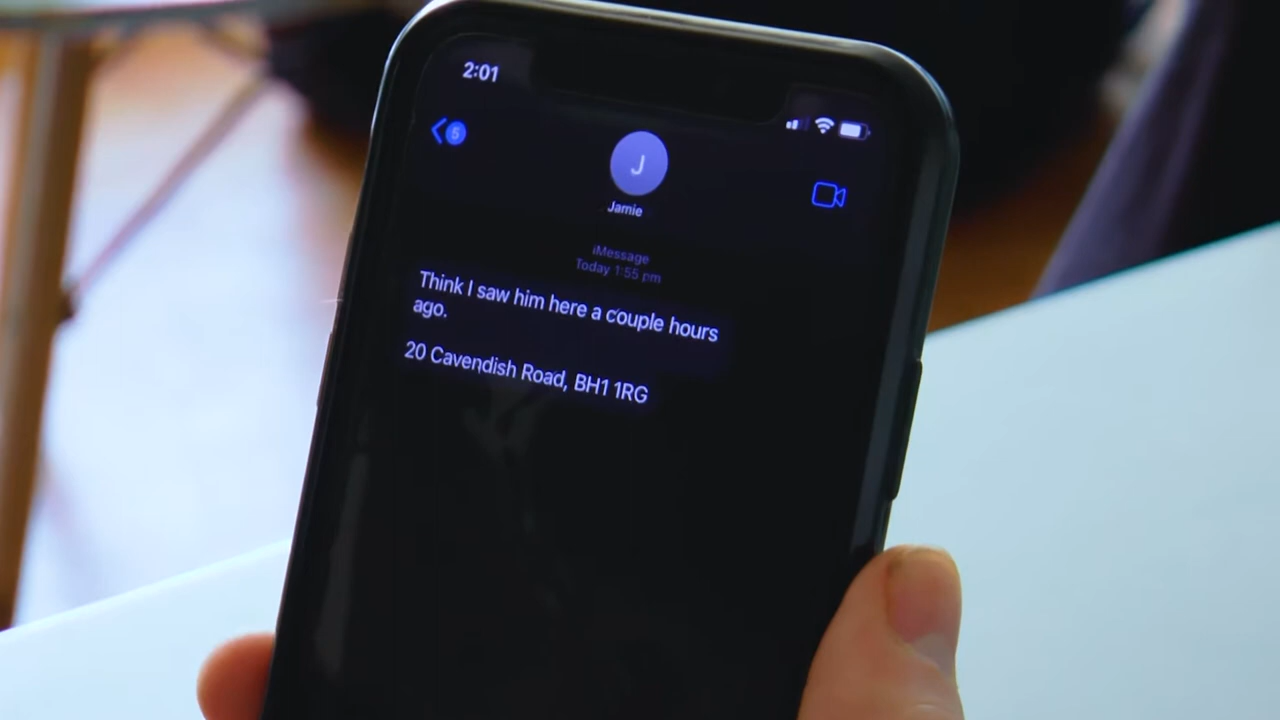 2:01
5
J
Jamie
iMessage
Today 1:55 pm
Think I saw him here a couple hours
ago.
20 Cavendish Road, BH1 1RG